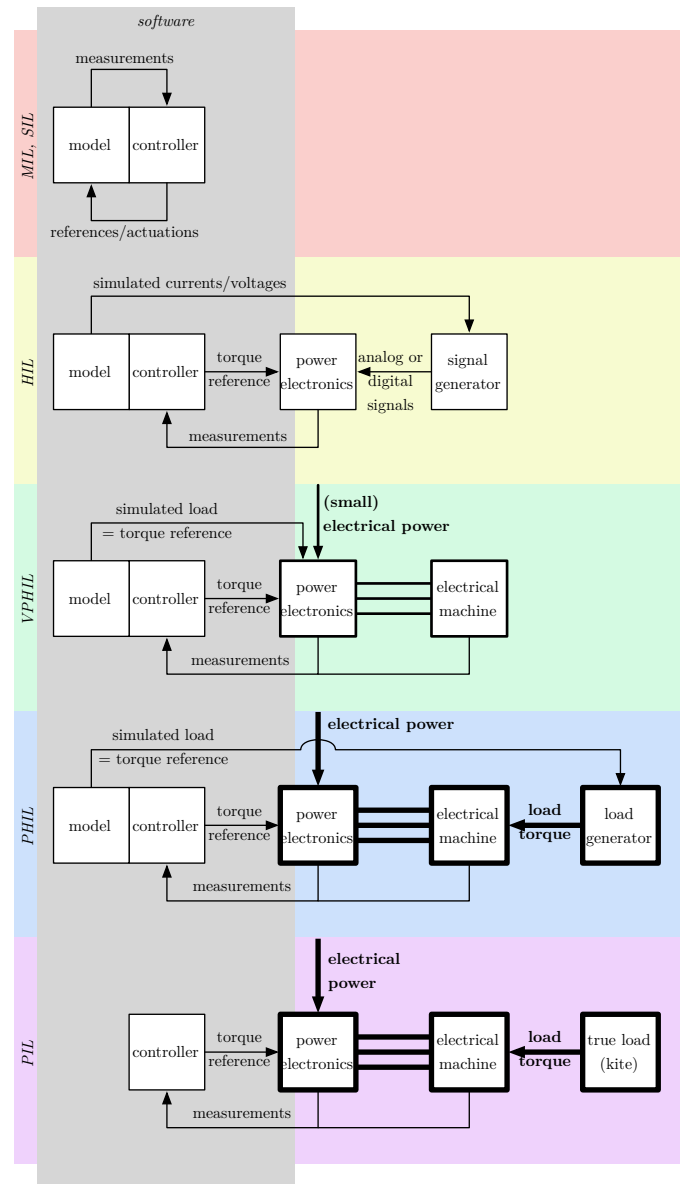 software
MIL, SIL
measurements
model
controller
references/actuations
HIL
simulated currents/voltages
model
controller
torque
reference
power
electronics
analog or
digital
signals
signal
generator
measurements
VPHIL
(small)
electrical power
simulated load
= torque reference
model
controller
torque
reference
power
electronics
electrical
machine
measurements
PHIL
electrical power
simulated load
= torque reference
model
controller
torque
reference
power
electronics
electrical
machine
load
torque
load
generator
measurements
PIL
electrical
power
controller
torque
reference
power
electronics
electrical
machine
load
torque
true load
(kite)
measurements